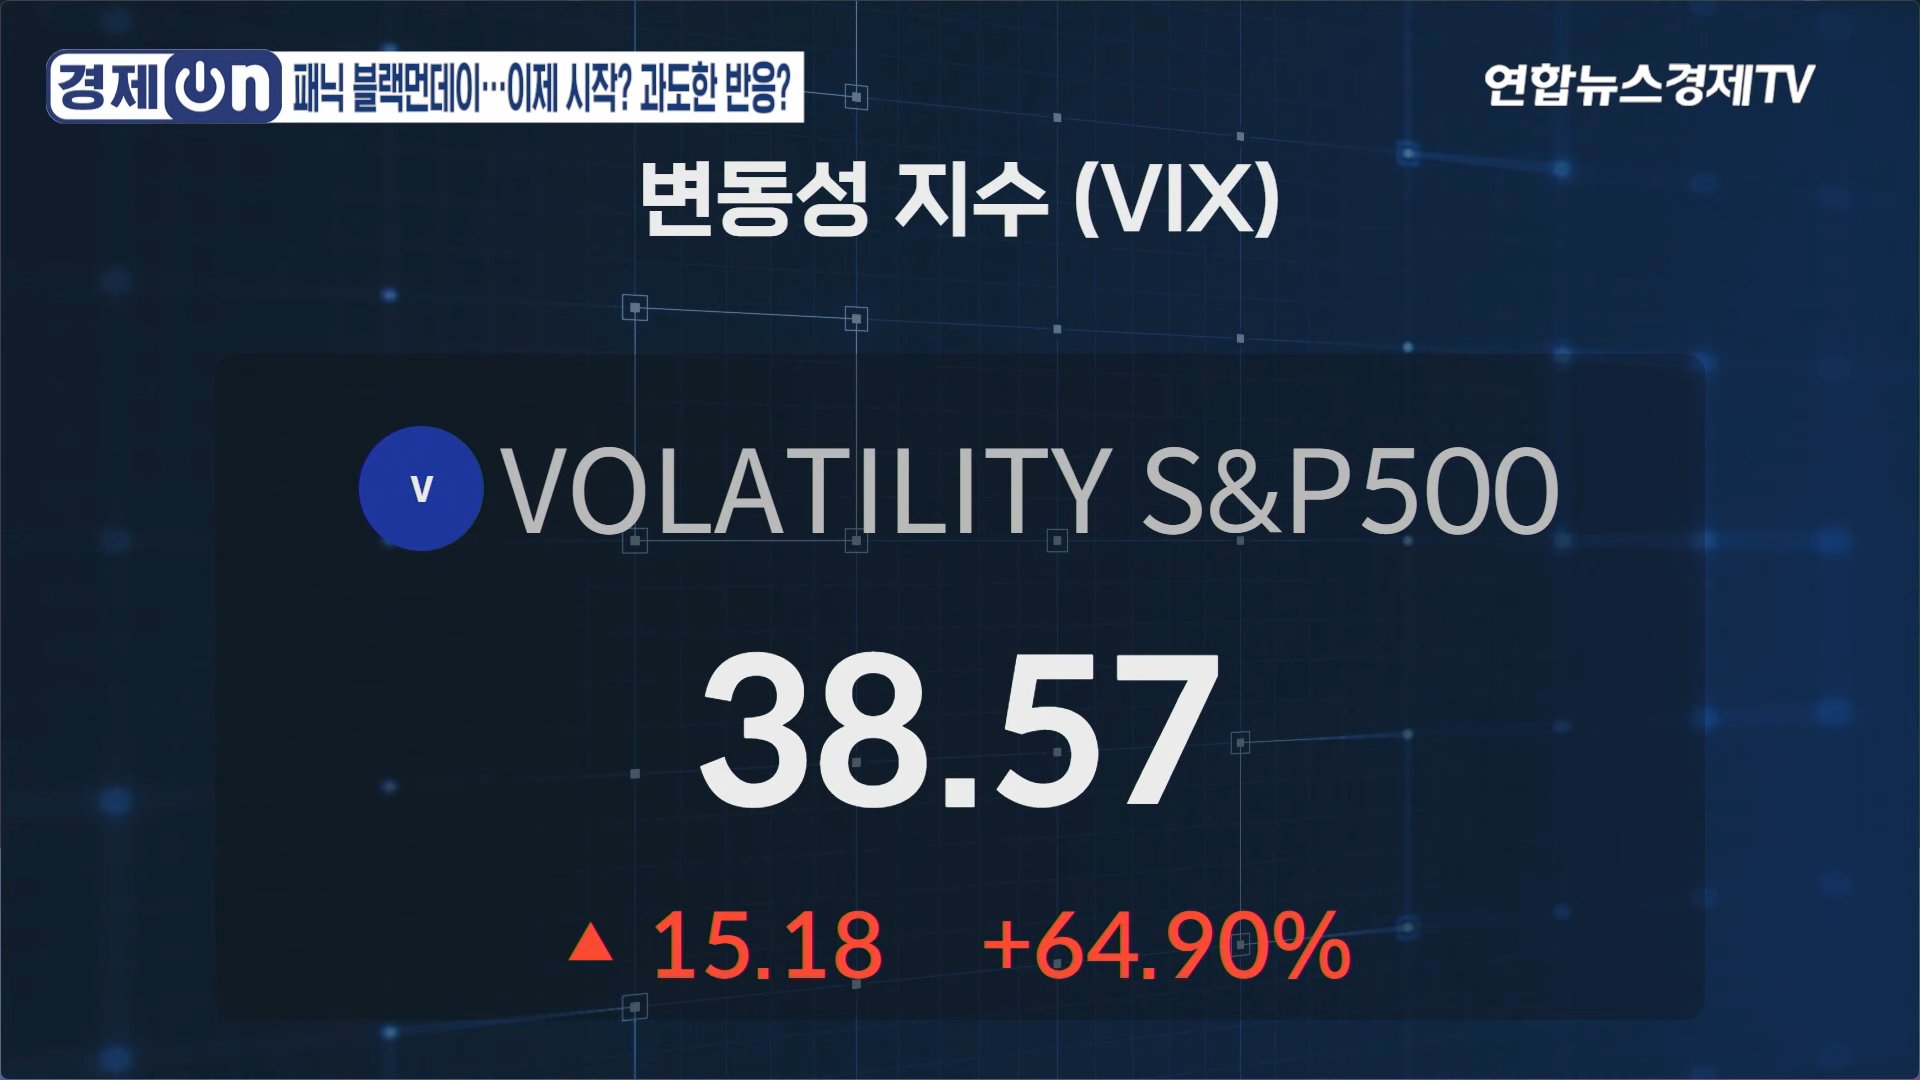 경제On 패닉 블랙먼데이…이제 시작? 과도한 반응?
연합뉴스경제TV
변동성 지수 (VIX)
V VOLATILITY S&P500
38.57
▲ 15.18 +64.90%